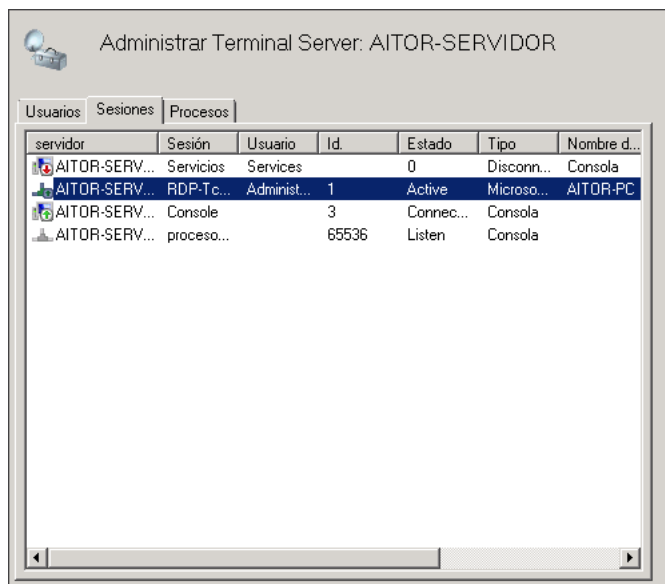 Administrar Terminal Server: AITOR-SERVIDOR
Usuarios Sesiones Procesos
servidor Sesión Usuario Id. Estado Tipo Nombre d...
AITOR-SERV... Servicios Services 0 Disconn... Consola
AITOR-SERV... RDP-Tc... Administ... 1 Active Microso... AITOR-PC
AITOR-SERV... Console 3 Connec... Consola
AITOR-SERV... proceso... 65536 Listen Consola